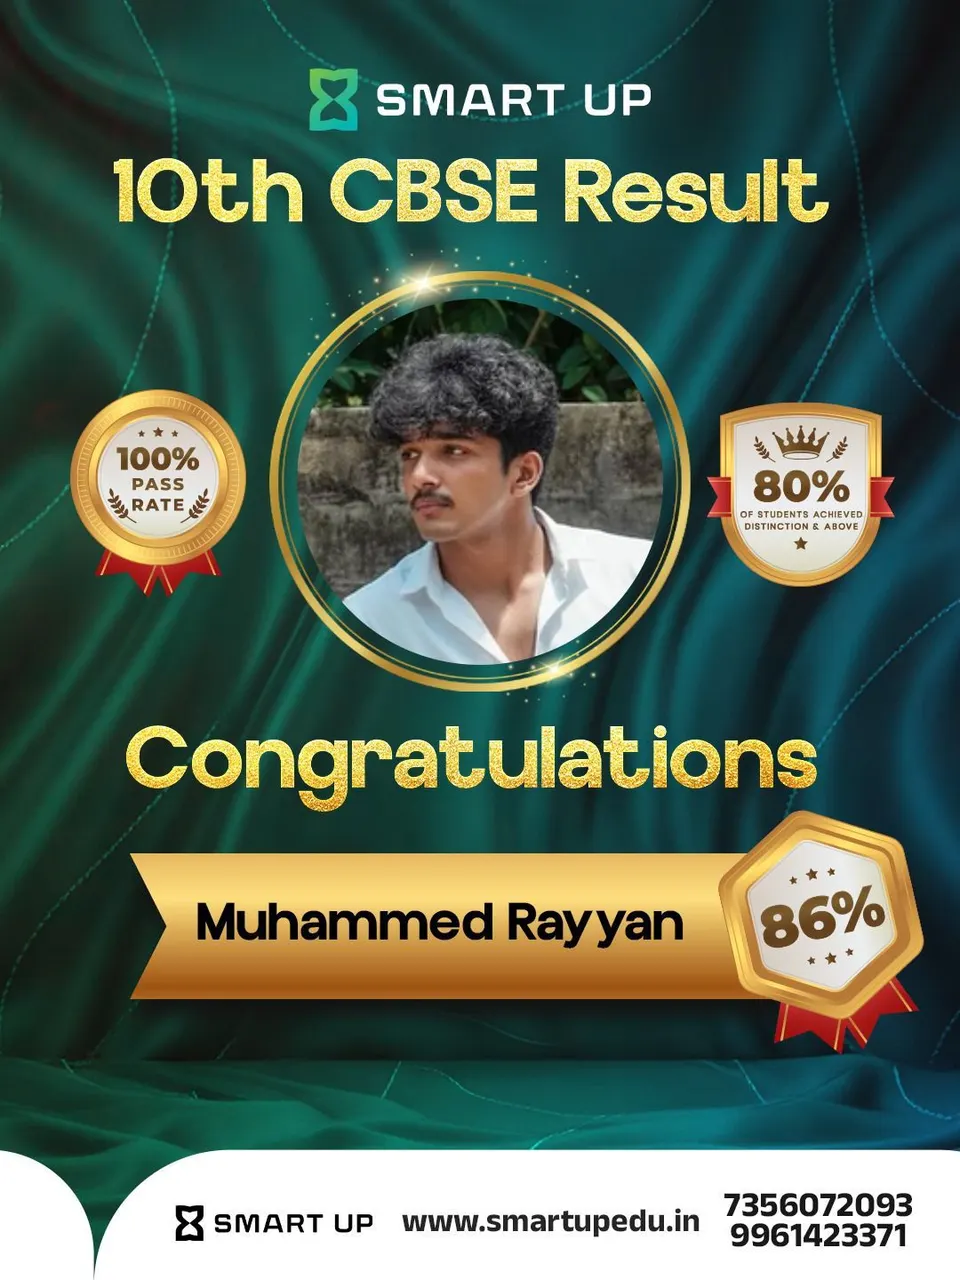 SMART UP
10th CBSE Result
100%
PASS
RATE
80%
OF STUDENTS ACHIEVED
DISTINCTION & ABOVE
Congratulations
Muhammed Rayyan
86%
SMART UP
www.smartupedu.in
7356072093
9961423371